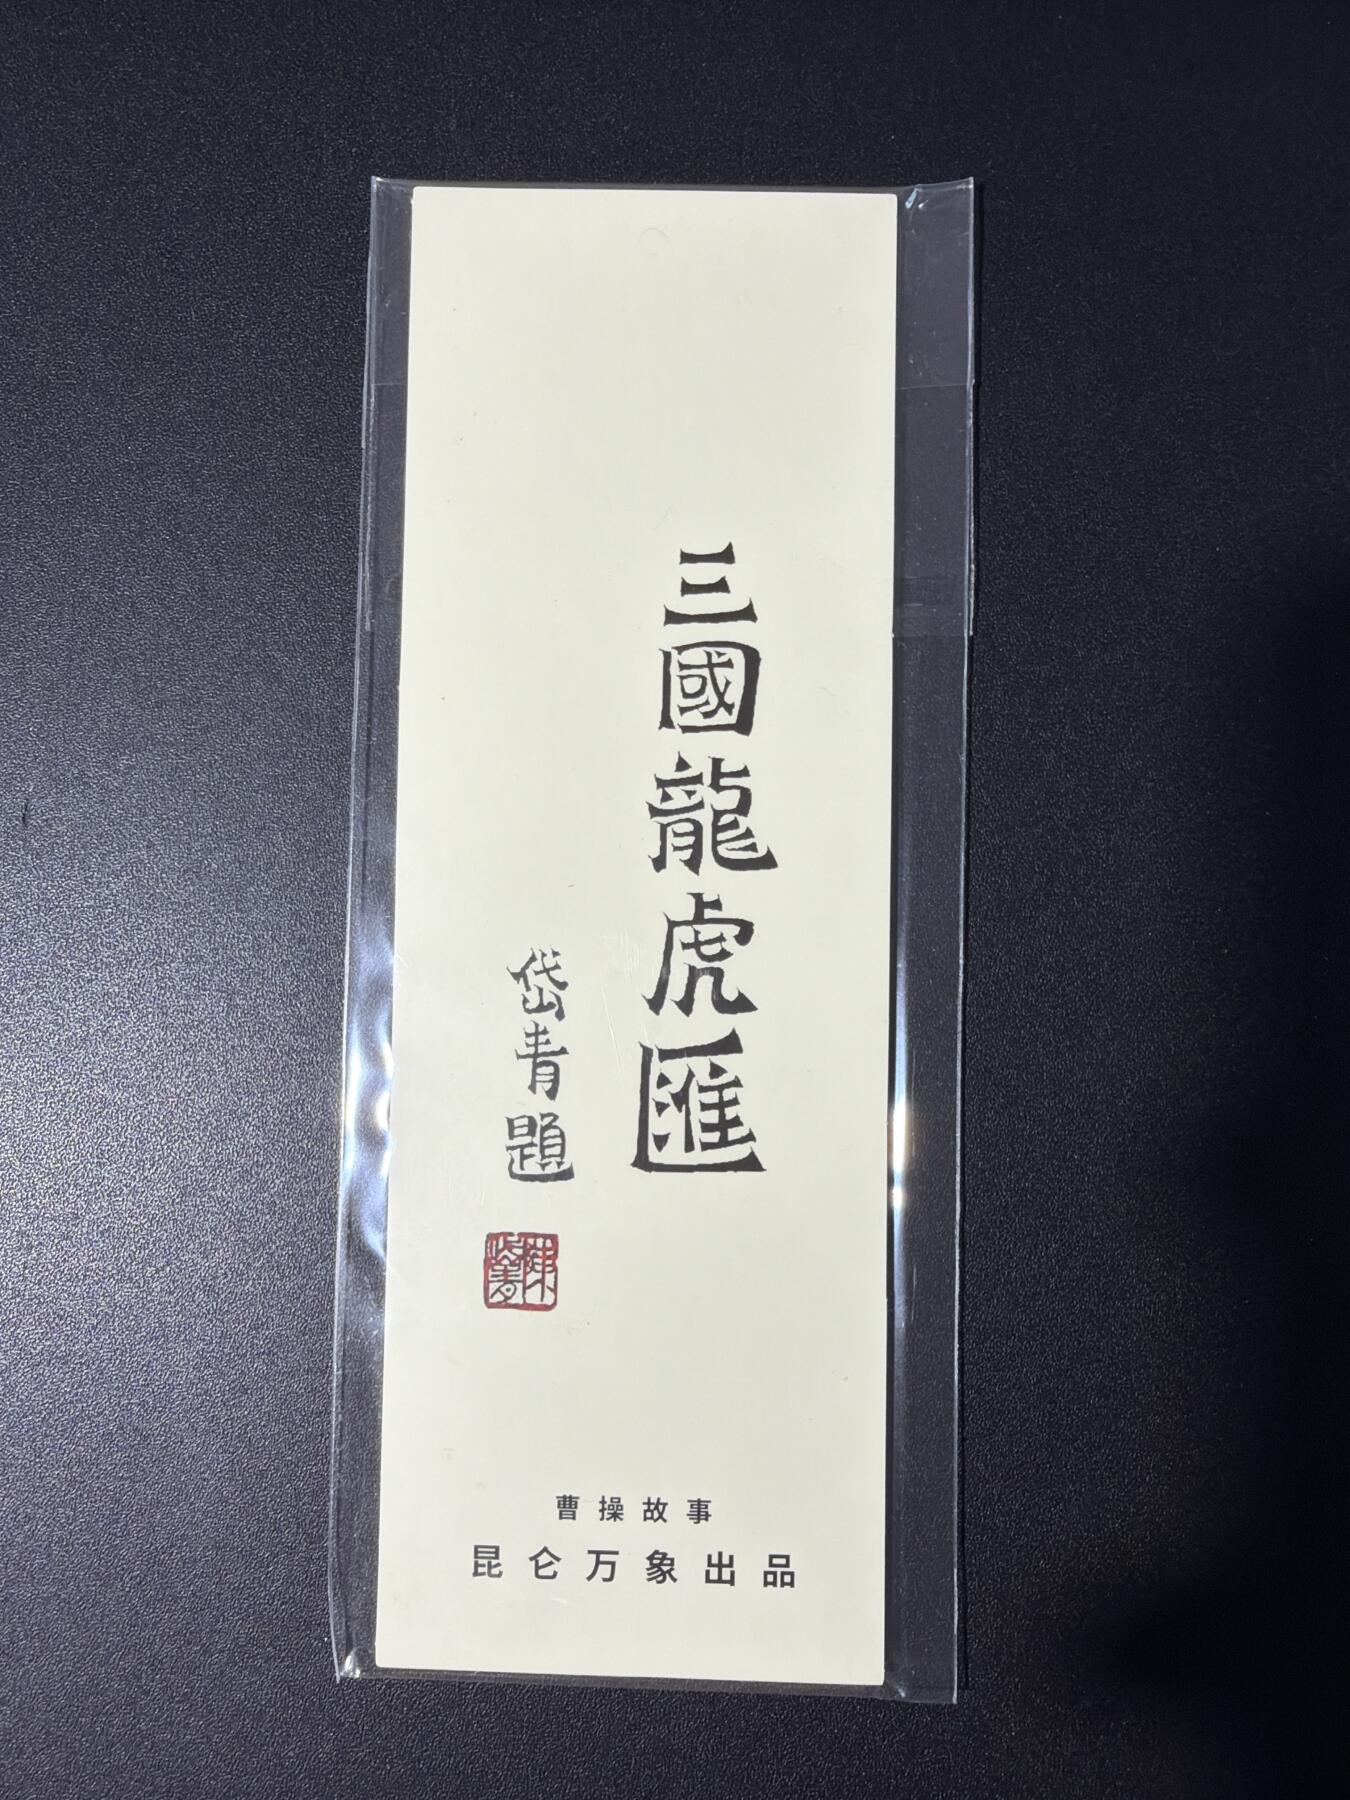 三國龍虎匯
岱青題
曹操故事
昆仑万象出品